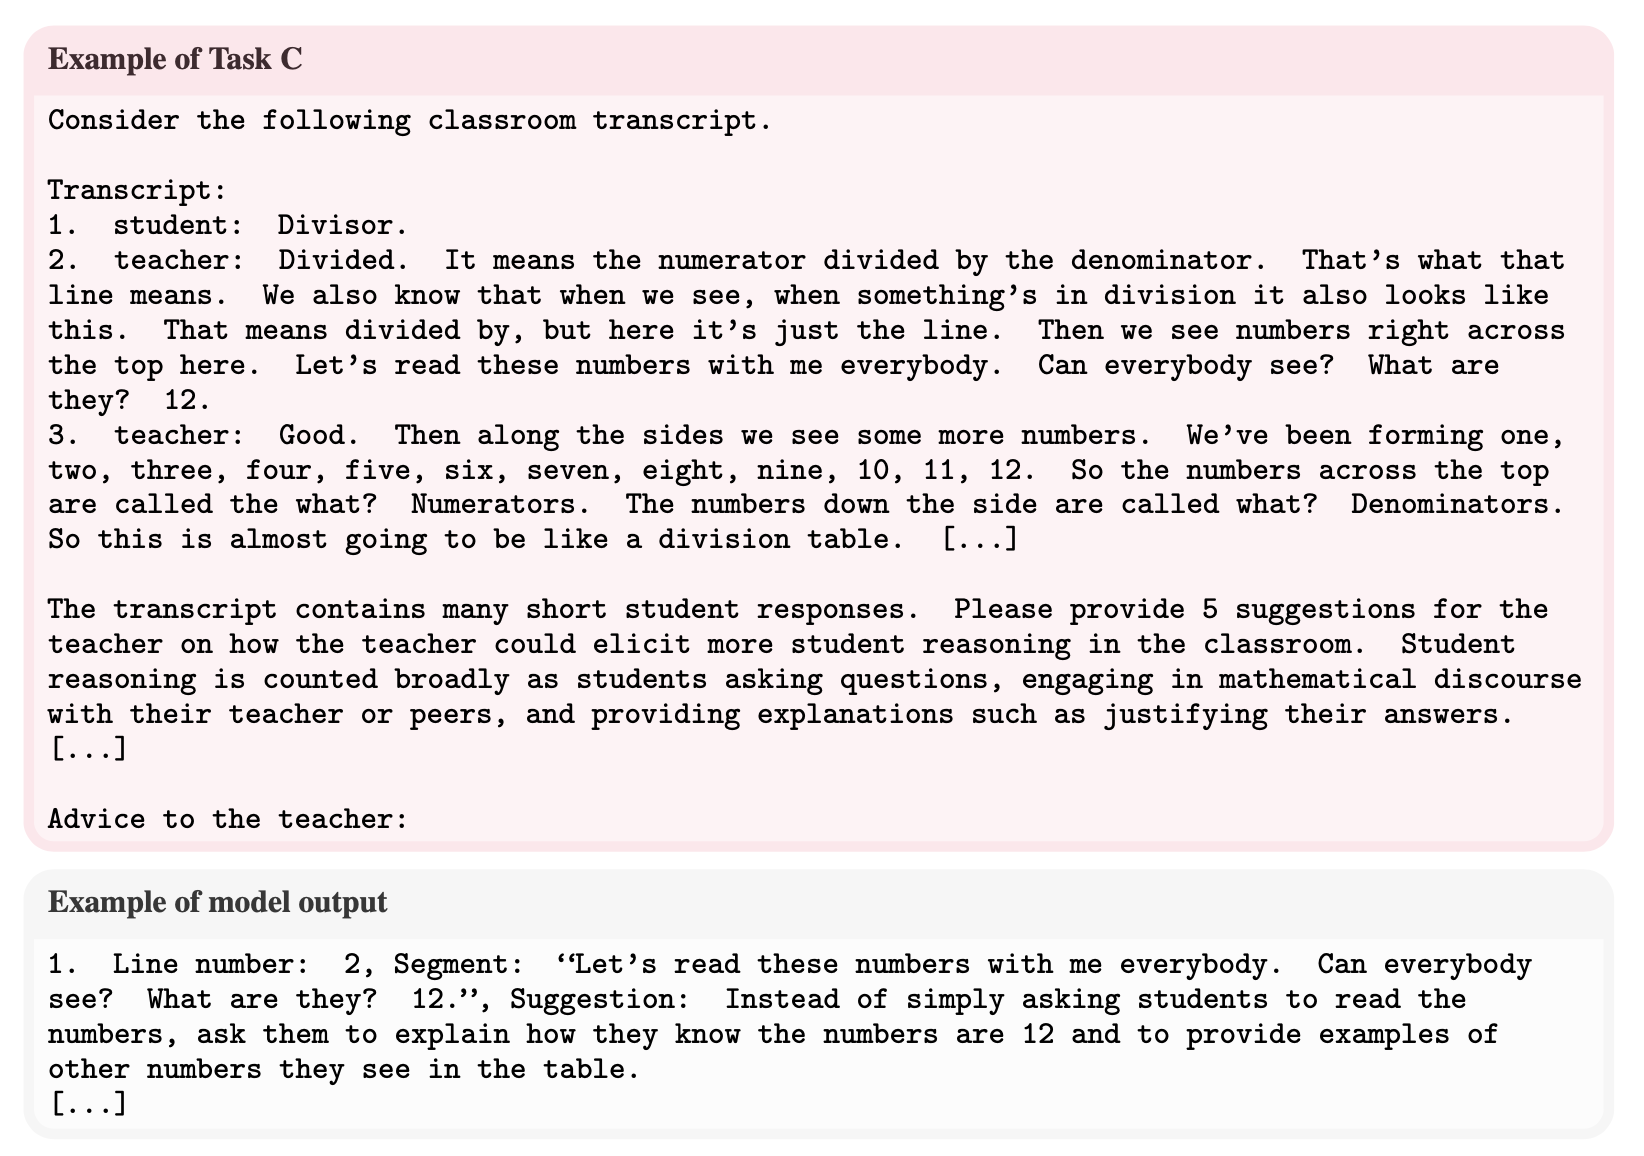 Example of Task C
Consider the following classroom transcript.
Transcript:
1. student: Divisor.
2. teacher: Divided. It means the numerator divided by the denominator. That's what that
line means. We also know that when we see, when something's in division it also looks like
this. That means divided by, but here it's just the line. Then we see numbers right across
the top here. Let's read these numbers with me everybody. Can everybody see? What are
they? 12.
3. teacher: Good. Then along the sides we see some more numbers. We've been forming one,
two, three, four, five, six, seven, eight, nine, 10, 11, 12. So the numbers across the top
are called the what? Numerators. The numbers down the side are called what? Denominators.
So this is almost going to be like a division table. [...]
The transcript contains many short student responses. Please provide 5 suggestions for the
teacher on how the teacher could elicit more student reasoning in the classroom. Student
reasoning is counted broadly as students asking questions, engaging in mathematical discourse
with their teacher or peers, and providing explanations such as justifying their answers.
[...]
Advice to the teacher:
Example of model output
1. Line number: 2, Segment: “Let's read these numbers with me everybody. Can everybody
see? What are they? 12.”, Suggestion: Instead of simply asking students to read the
numbers, ask them to explain how they know the numbers are 12 and to provide examples of
other numbers they see in the table.
[...]